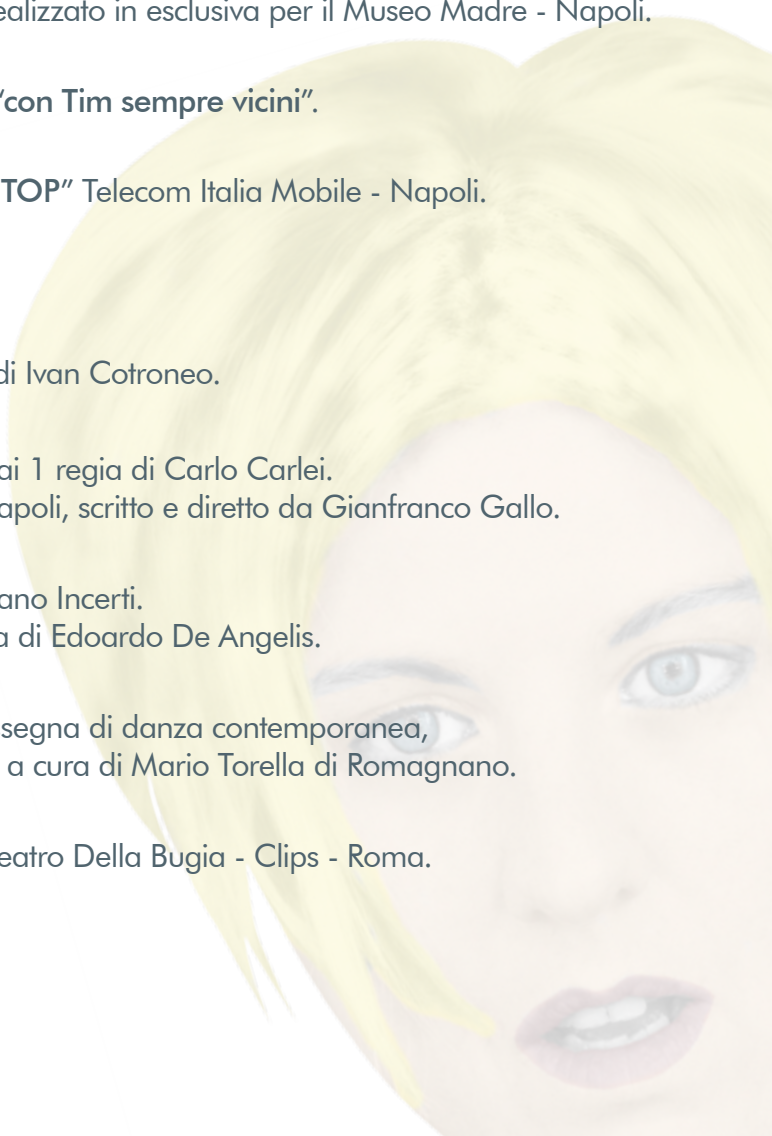 ealizzato in esclusiva per il Museo Madre - Napoli.
“con Tim sempre vicini”.
TOP” Telecom Italia Mobile - Napoli.
di Ivan Cotroneo.
ai 1 regia di Carlo Carlei.
apoli, scritto e diretto da Gianfranco Gallo.
ano Incerti.
a di Edoardo De Angelis.
segna di danza contemporanea,
a cura di Mario Torella di Romagnano.
eatro Della Bugia - Clips - Roma.